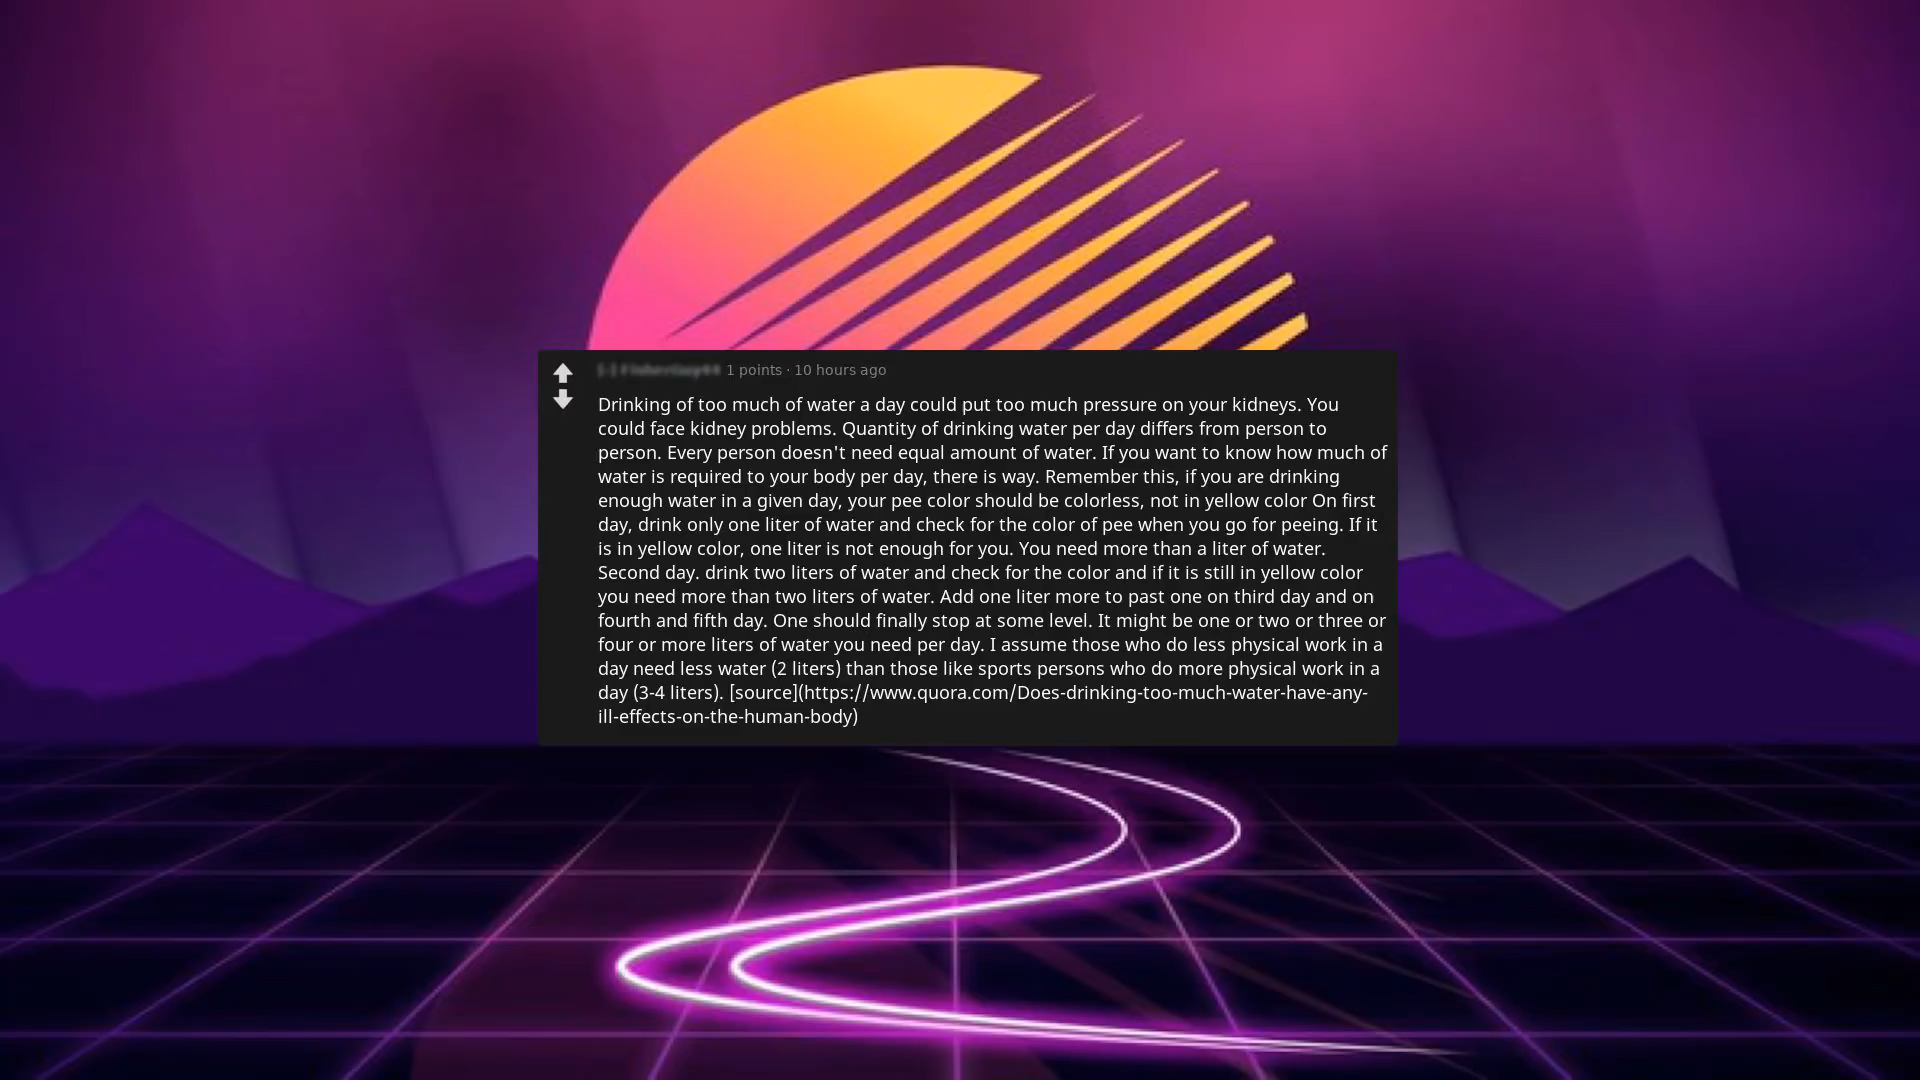 1 points · 10 hours ago
Drinking of too much of water a day could put too much pressure on your kidneys. You
could face kidney problems. Quantity of drinking water per day differs from person to
person. Every person doesn't need equal amount of water. If you want to know how much of
water is required to your body per day, there is way. Remember this, if you are drinking
enough water in a given day, your pee color should be colorless, not in yellow color On first
day, drink only one liter of water and check for the color of pee when you go for peeing. If it
is in yellow color, one liter is not enough for you. You need more than a liter of water.
Second day. drink two liters of water and check for the color and if it is still in yellow color
you need more than two liters of water. Add one liter more to past one on third day and on
fourth and fifth day. One should finally stop at some level. It might be one or two or three or
four or more liters of water you need per day. I assume those who do less physical work in a
day need less water (2 liters) than those like sports persons who do more physical work in a
day (3-4 liters). [source](https://www.quora.com/Does-drinking-too-much-water-have-any-
ill-effects-on-the-human-body)